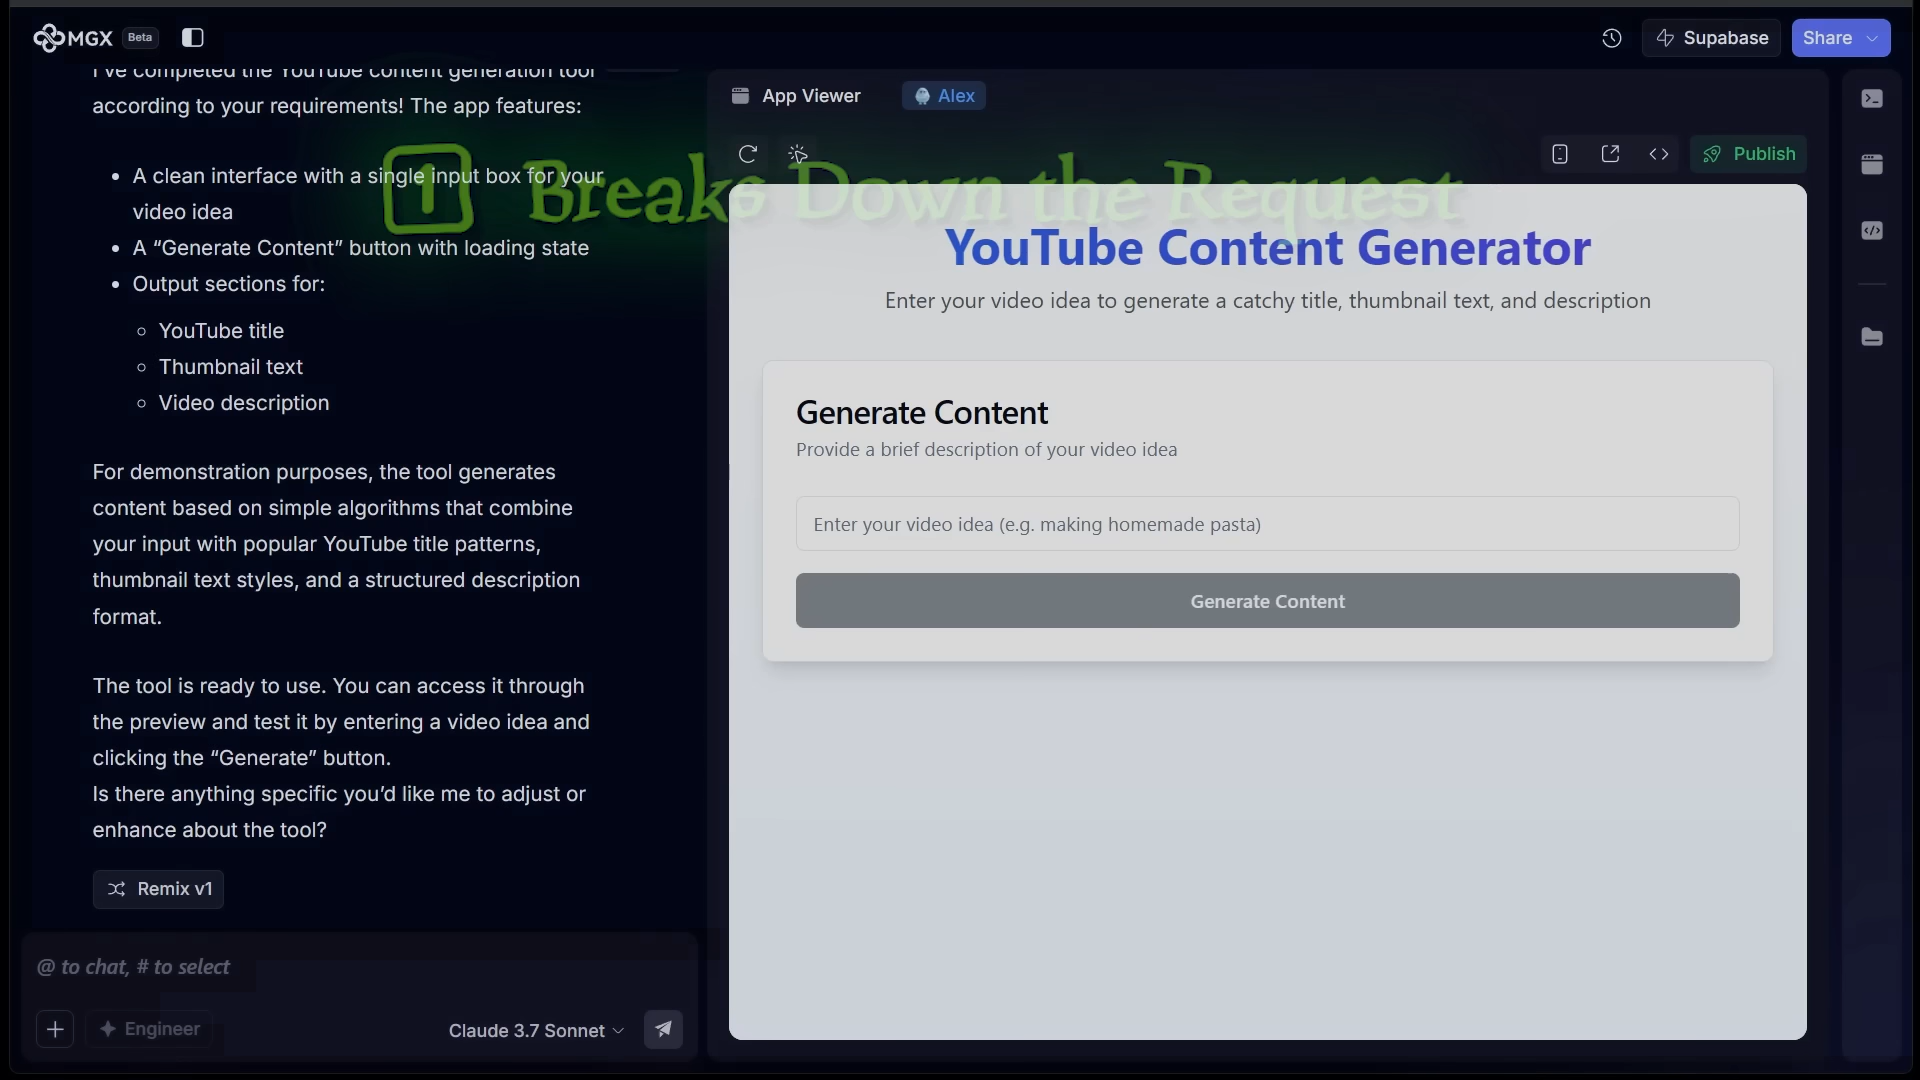 MGX
Beta
Supabase
Share
I've completed the YouTube content generation tool
according to your requirements! The app features:
A clean interface with a single input box for your
video idea
A “Generate Content” button with loading state
Output sections for:
YouTube title
Thumbnail text
Video description
For demonstration purposes, the tool generates
content based on simple algorithms that combine
your input with popular YouTube title patterns,
thumbnail text styles, and a structured description
format.
The tool is ready to use. You can access it through
the preview and test it by entering a video idea and
clicking the “Generate” button.
Is there anything specific you’d like me to adjust or
enhance about the tool?
Remix v1
@ to chat, # to select
Engineer
Claude 3.7 Sonnet
App Viewer
Alex
Publish
1 Breaks Down the Request
YouTube Content Generator
Enter your video idea to generate a catchy title, thumbnail text, and description
Generate Content
Provide a brief description of your video idea
Enter your video idea (e.g. making homemade pasta)
Generate Content